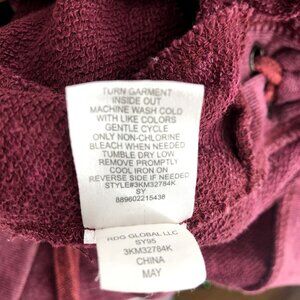 TURN GARMENT
INSIDE OUT
MACHINE WASH COLD
WITH LIKE COLORS
GENTLE CYCLE
ONLY NON-CHLORINE
BLEACH WHEN NEEDED
TUMBLE DRY LOW
REMOVE PROMPTLY
COOL IRON ON
REVERSE SIDE IF NEEDED
STYLE#3KM32784K
SY
889602215438
RDG GLOBAL LLC
SY95
3KM32784K
CHINA
MAY